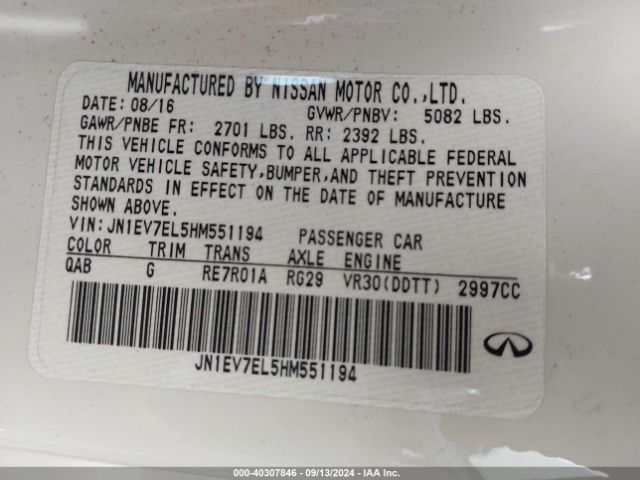 MANUFACTURED BY NISSAN MOTOR CO.,LTD.
DATE: 08/16 GVWR/PNBV: 5082 LBS.
GAWR/PNBE FR: 2701 LBS. RR: 2392 LBS.
THIS VEHICLE CONFORMS TO ALL APPLICABLE FEDERAL
MOTOR VEHICLE SAFETY,BUMPER,AND THEFT PREVENTION
STANDARDS IN EFFECT ON THE DATE OF MANUFACTURE
SHOWN ABOVE.
VIN:JN1EV7EL5HM551194 PASSENGER CAR
COLOR TRIM TRANS AXLE ENGINE
QAB G RE7R01A RG29 VR30(DDTT) 2997CC
JN1EV7EL5HM551194
000-40307846 - 09/13/2024 - IAA Inc.